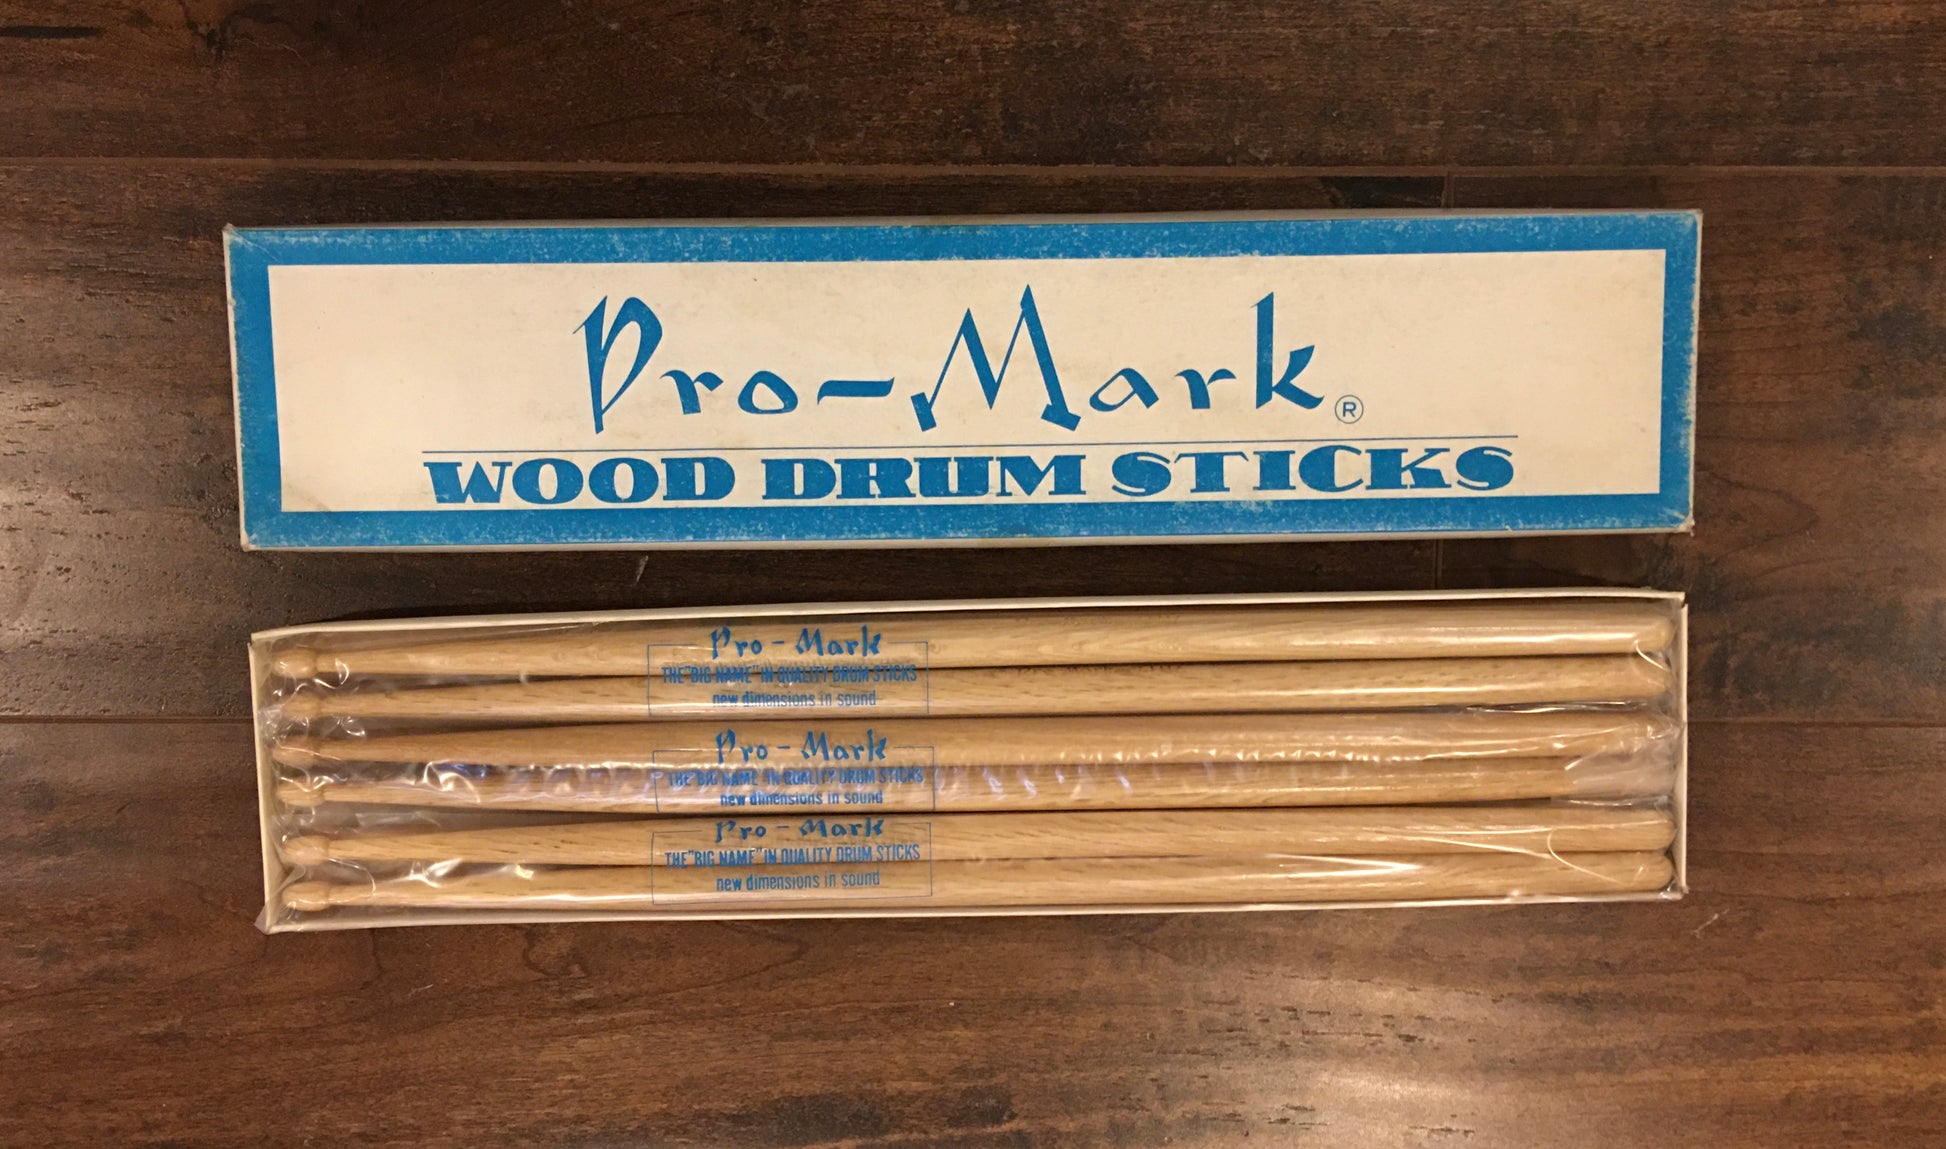 Pro-Mark®
WOOD DRUM STICKS
Pro-Mark
THE "BIG NAME" IN QUALITY DRUM STICKS
new dimensions in sound
Pro-Mark
THE "BIG NAME" IN QUALITY DRUM STICKS
new dimensions in sound
Pro-Mark
THE "BIG NAME" IN QUALITY DRUM STICKS
new dimensions in sound